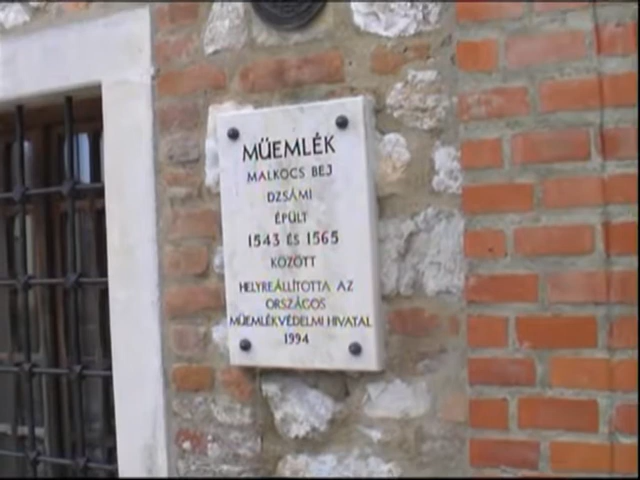 MŰEMLÉK
MALKOCS BEJ
DZSÁMI
ÉPÜLT
1543 ÉS 1565
KÖZÖTT
HELYREÁLLÍTOTTA AZ
ORSZÁGOS
MŰEMLÉKVÉDELMI HIVATAL
1994